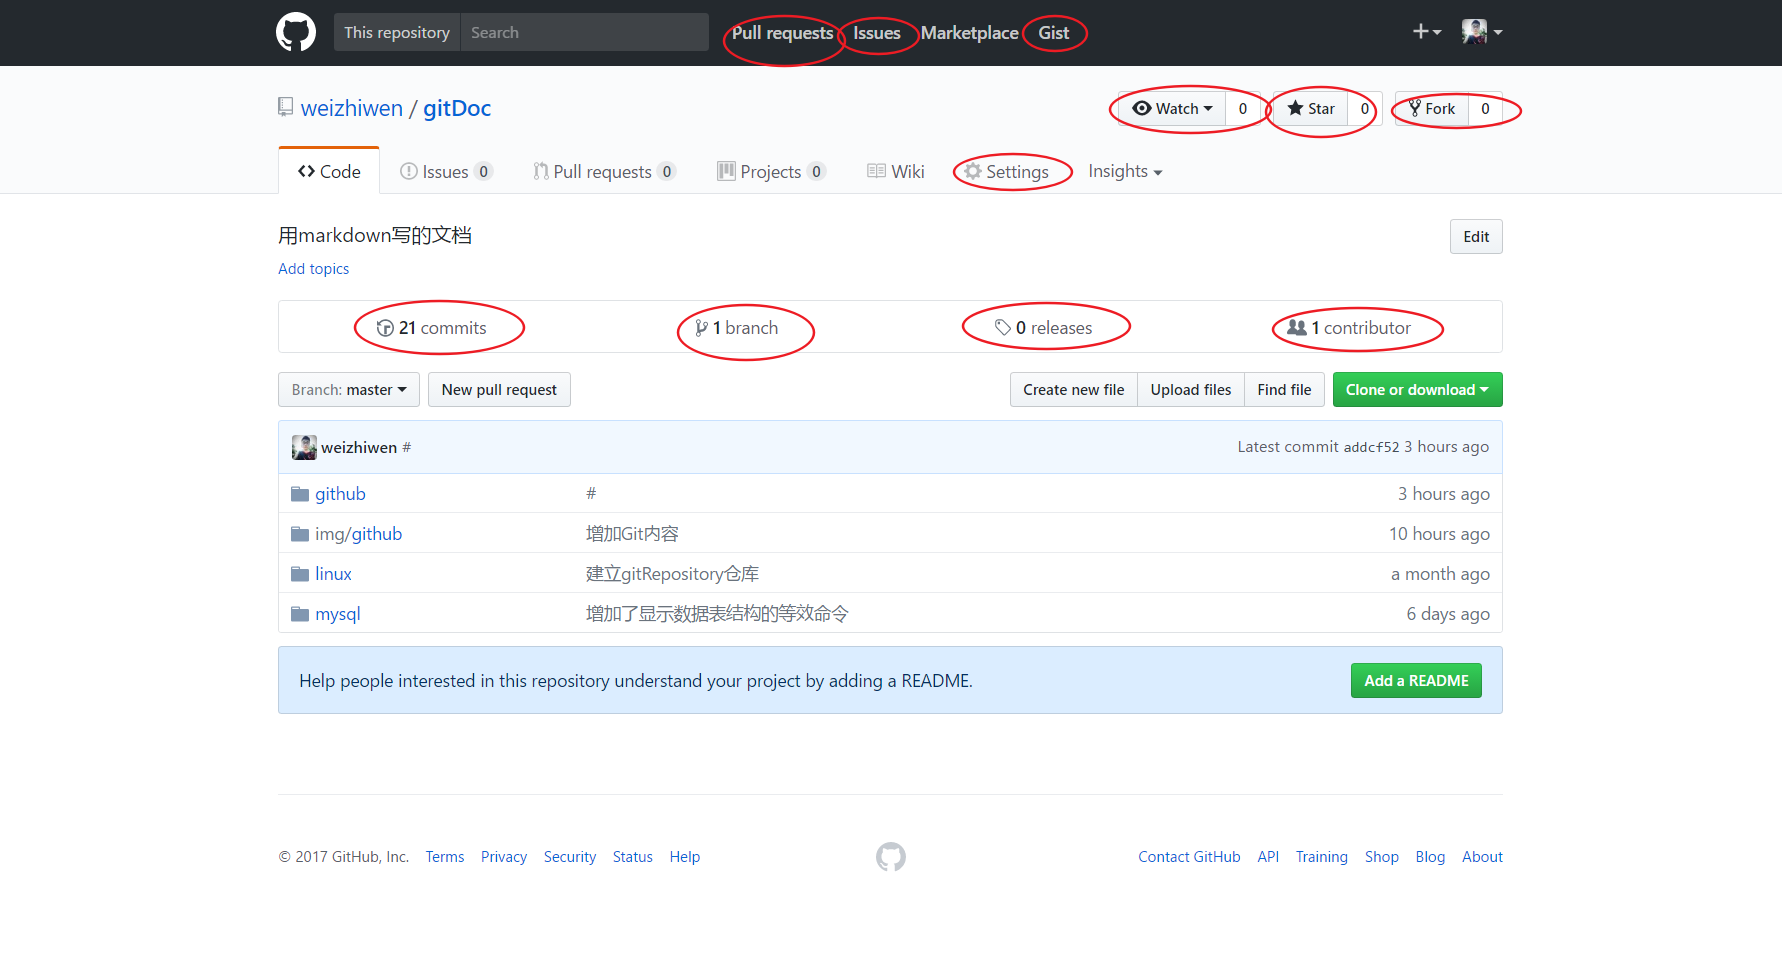 This repository Search Pull requests Issues Marketplace Gist
weizhiwen / gitDoc Watch 0 Star 0 Fork 0
Code Issues 0 Pull requests 0 Projects 0 Wiki Settings Insights
用markdown写的文档 Edit
Add topics
21 commits 1 branch 0 releases 1 contributor
Branch: master New pull request Create new file Upload files Find file Clone or download
weizhiwen # Latest commit addcf52 3 hours ago
github # 3 hours ago
img/github 增加Git内容 10 hours ago
linux 建立gitRepository仓库 a month ago
mysql 增加了显示数据表结构的等效命令 6 days ago
Help people interested in this repository understand your project by adding a README. Add a README
© 2017 GitHub, Inc. Terms Privacy Security Status Help Contact GitHub API Training Shop Blog About